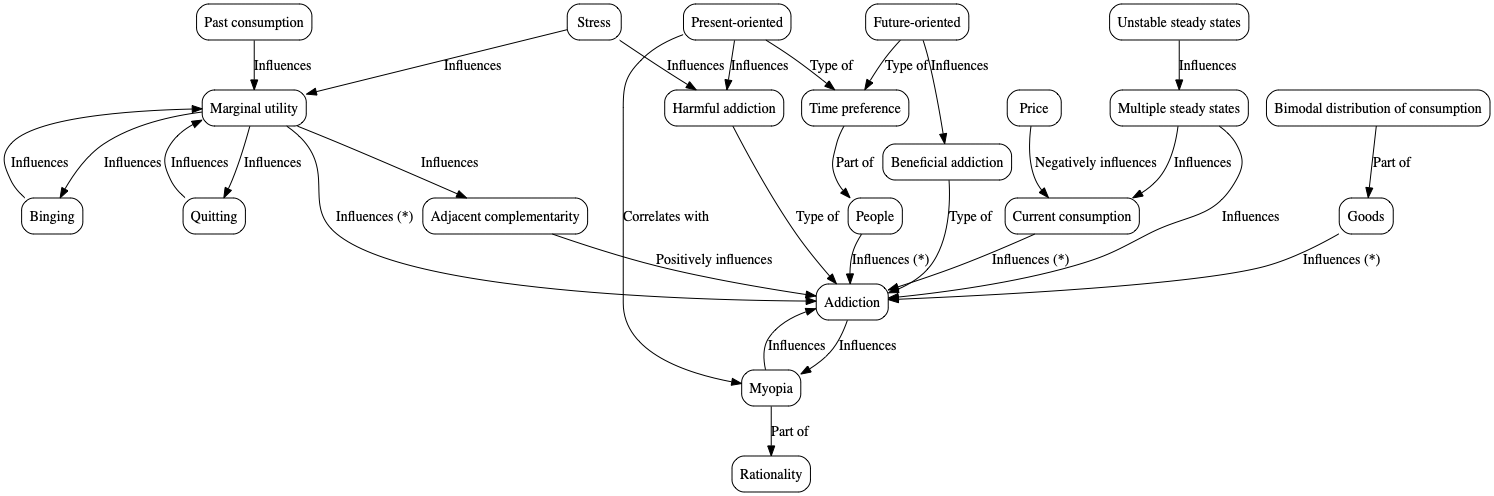 Past consumption
Stress
Present-oriented
Future-oriented
Unstable steady states
Influences
Influences
Influences
Influences
Type of
Type of
Influences
Influences
Marginal utility
Harmful addiction
Time preference
Price
Multiple steady states
Bimodal distribution of consumption
Influences
Influences
Influences
Influences
Influences
Part of
Beneficial addiction
Negatively influences
Influences
Part of
Binging
Quitting
Influences (*)
Adjacent complementarity
Correlates with
Type of
People
Type of
Current consumption
Influences
Goods
Positively influences
Influences (*)
Influences (*)
Influences (*)
Addiction
Influences
Influences
Myopia
Part of
Rationality